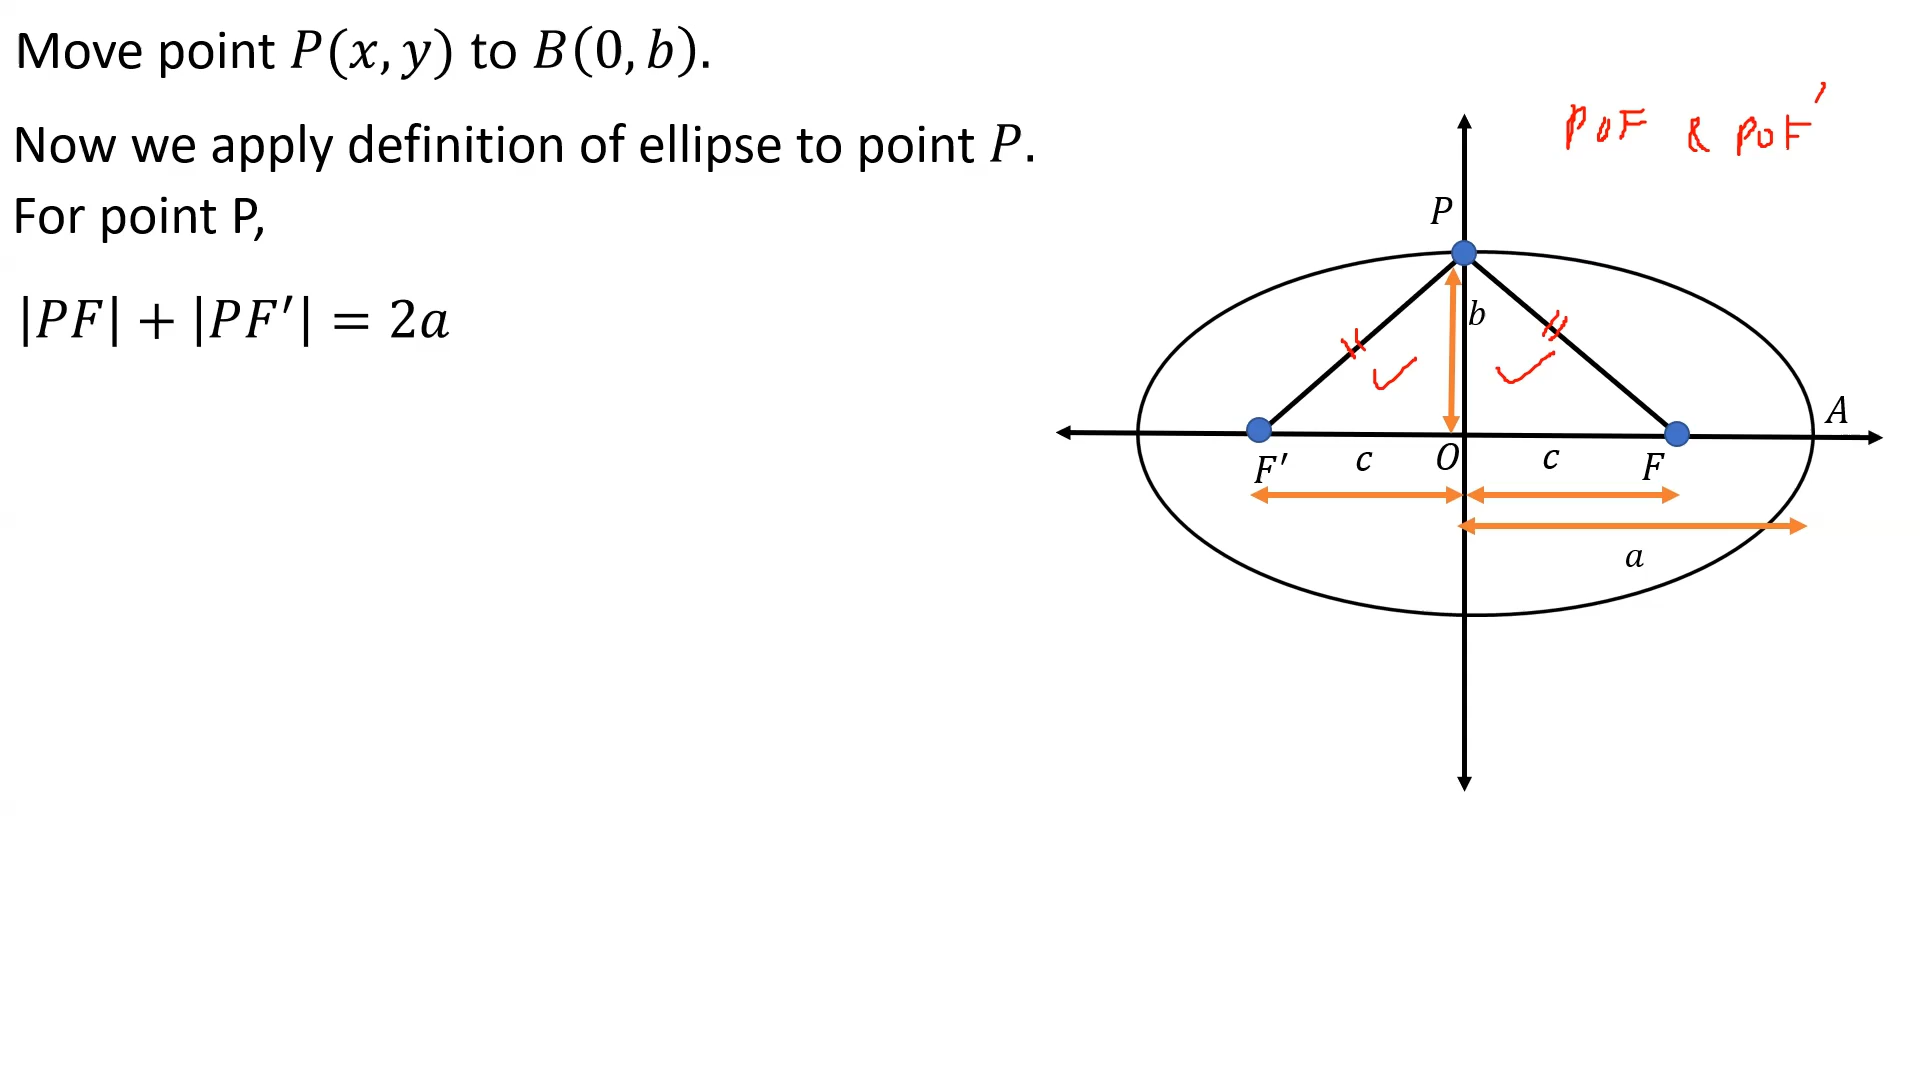 Move point P(x, y) to B(0, b).
Now we apply definition of ellipse to point P.
For point P,
|PF| + |PF′| = 2a
POF & POF'
P
b
A
F′ c O c F
a